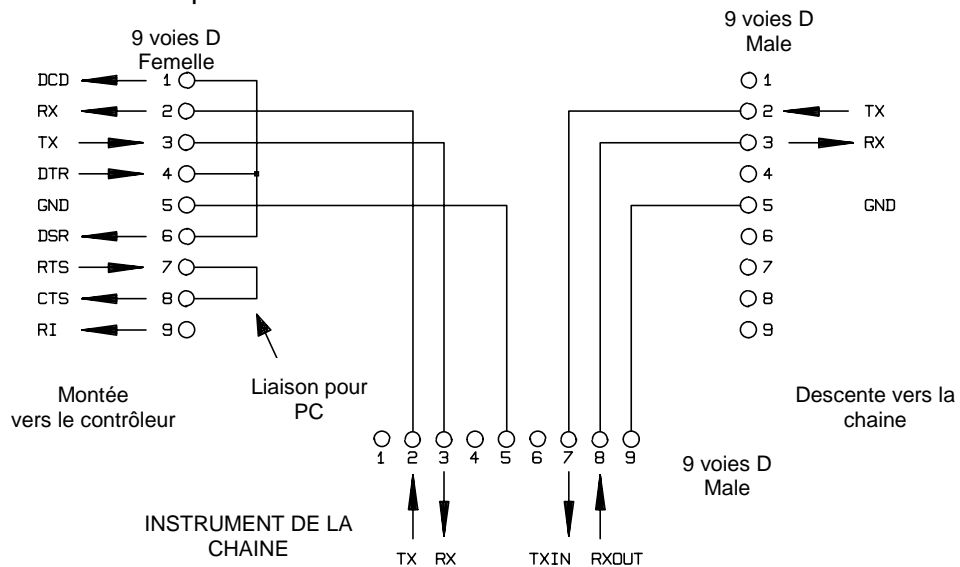 9 voies D
Femelle
9 voies D
Male
DCD 1
RX 2
TX 3
DTR 4
GND 5
DSR 6
RTS 7
CTS 8
RI 9
1
2 TX
3 RX
4
5 GND
6
7
8
9
Montée
vers le contrôleur
Liaison pour
PC
Descente vers la
chaine
1 2 3 4 5 6 7 8 9
9 voies D
Male
INSTRUMENT DE LA
CHAINE
TX RX TXIN RXOUT